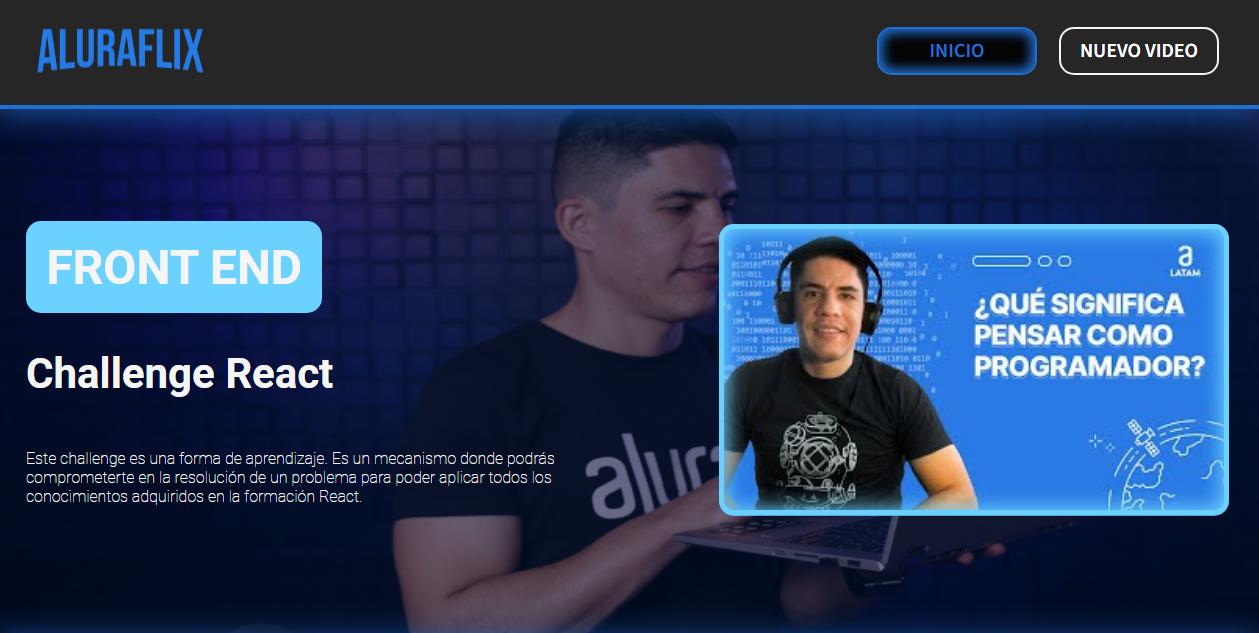 ALURAFLIX
INICIO
NUEVO VIDEO
FRONT END
Challenge React
Este challenge es una forma de aprendizaje. Es un mecanismo donde podrás
comprometerte en la resolución de un problema para poder aplicar todos los
conocimientos adquiridos en la formación React.
a
LATAM
¿QUÉ SIGNIFICA
PENSAR COMO
PROGRAMADOR?